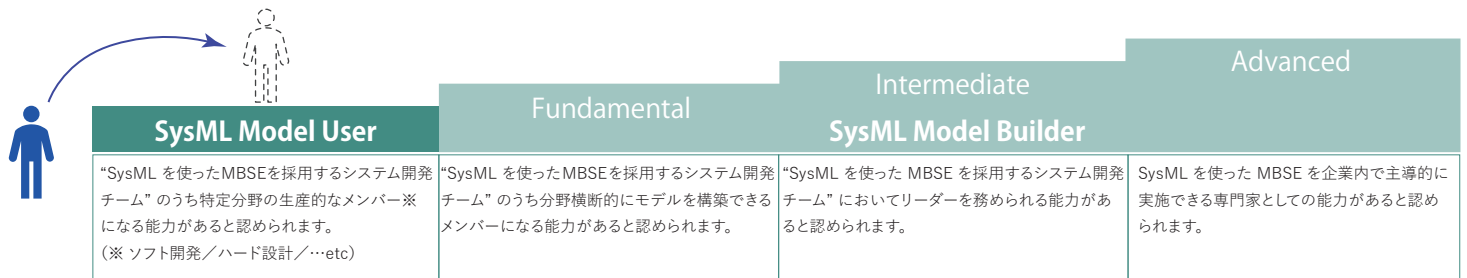 SysML Model User
Fundamental
Intermediate
SysML Model Builder
Advanced
“SysML を使ったMBSEを採用するシステム開発
チーム” のうち特定分野の生産的なメンバー※
になる能力があると認められます。
（※ ソフト開発／ハード設計／…etc）
“SysML を使ったMBSEを採用するシステム開発
チーム” のうち分野横断的にモデルを構築できる
メンバーになる能力があると認められます。
“SysML を使った MBSE を採用するシステム開発
チーム” においてリーダーを務められる能力があ
ると認められます。
SysML を使った MBSE を企業内で主導的に
実施できる専門家としての能力があると認め
られます。